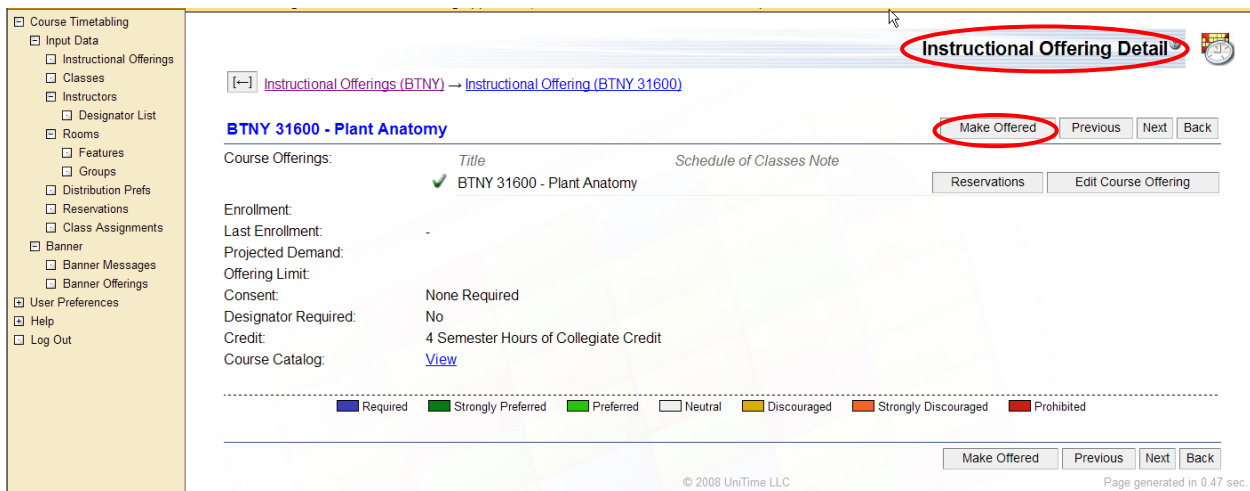 Course Timetabling
Input Data
Instructional Offerings
Classes
Instructors
Designator List
Rooms
Features
Groups
Distribution Prefs
Reservations
Class Assignments
Banner
Banner Messages
Banner Offerings
User Preferences
Help
Log Out
Instructional Offering Detail
[←] Instructional Offerings (BTNY) → Instructional Offering (BTNY 31600)
BTNY 31600 - Plant Anatomy Make Offered Previous Next Back
Course Offerings: Title Schedule of Classes Note
BTNY 31600 - Plant Anatomy Reservations Edit Course Offering
Enrollment:
Last Enrollment: -
Projected Demand:
Offering Limit:
Consent: None Required
Designator Required: No
Credit: 4 Semester Hours of Collegiate Credit
Course Catalog: View
Required Strongly Preferred Preferred Neutral Discouraged Strongly Discouraged Prohibited
Make Offered Previous Next Back
© 2008 UniTime LLC Page generated in 0.47 sec.